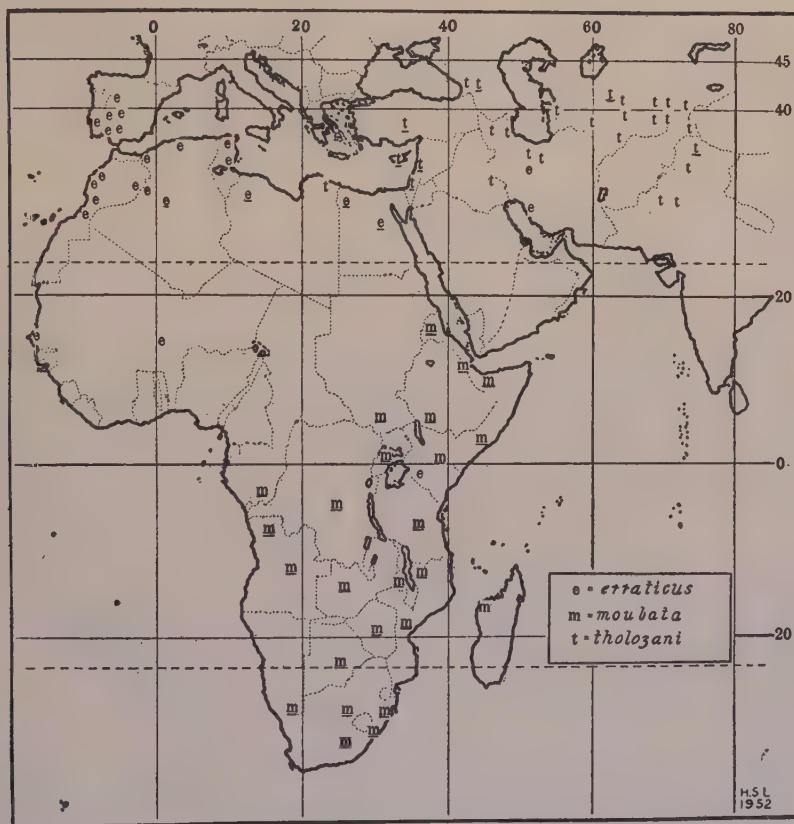 0 20 40 60 80
45
t t
e t t t t t
e e t 40
e t t t t t
e e t t t
e e t
e e t t t t
t e t
e e e e t t t
e e e e t t
e e
e
20
m
e e
m
m
m m
m
m m
0
e
m
m
m m
m m
m m
e = erraticus
m
m = moubata
m m
t = tholozani
20
m
m m m
m
m
H.S L
1952